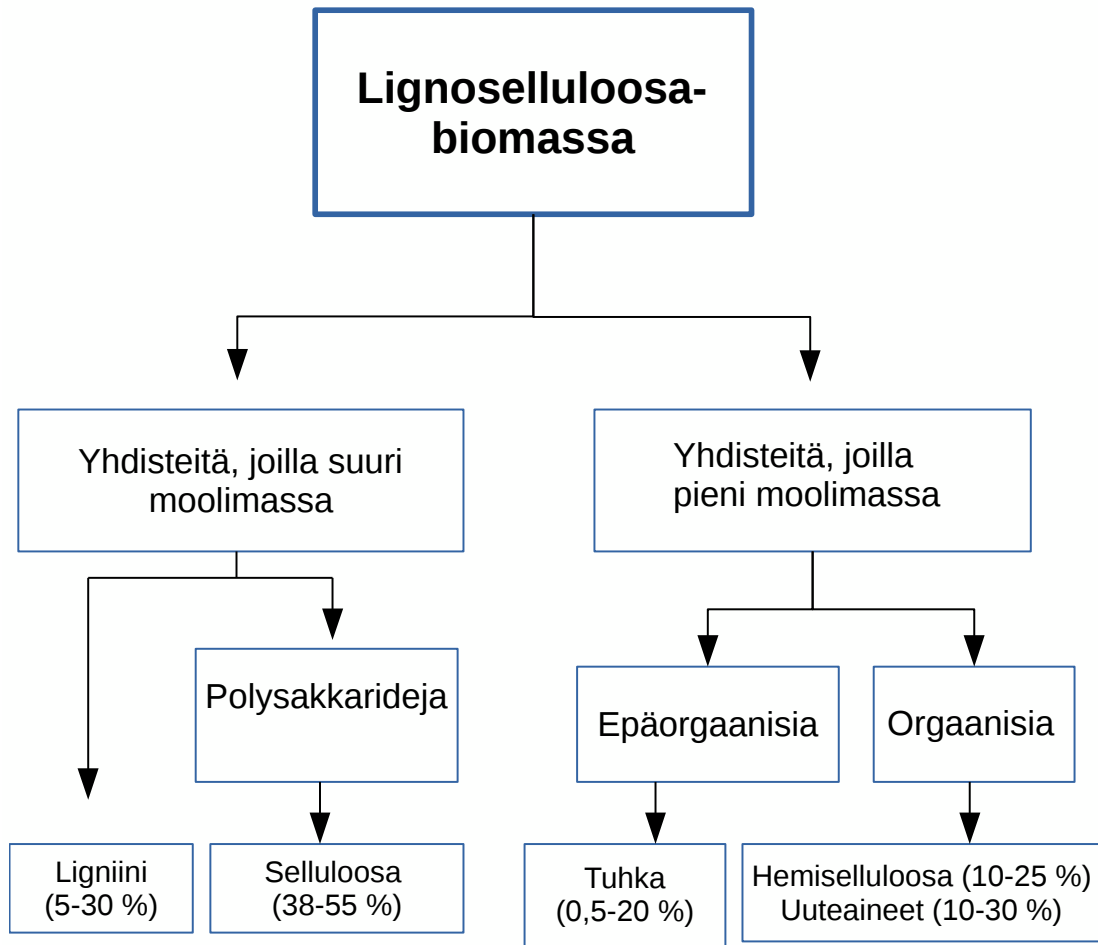 Lignoselluloosa-
biomassa
Yhdisteitä, joilla suuri
moolimassa
Yhdisteitä, joilla
pieni moolimassa
Polysakkarideja
Epäorgaanisia
Orgaanisia
Ligniini
(5-30 %)
Selluloosa
(38-55 %)
Tuhka
(0,5-20 %)
Hemiselluloosa (10-25 %)
Uuteaineet (10-30 %)